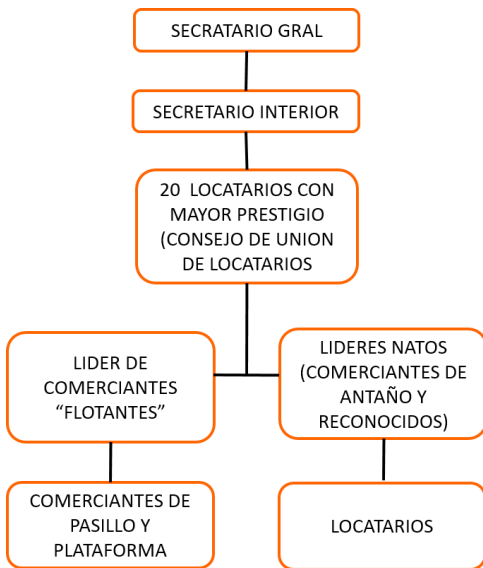 SECRATARIO GRAL
SECRETARIO INTERIOR
20 LOCATARIOS CON
MAYOR PRESTIGIO
(CONSEJO DE UNION
DE LOCATARIOS
LIDER DE
COMERCIANTES
“FLOTANTES”
LIDERES NATOS
(COMERCIANTES DE
ANTAÑO Y
RECONOCIDOS)
COMERCIANTES DE
PASILLO Y
PLATAFORMA
LOCATARIOS